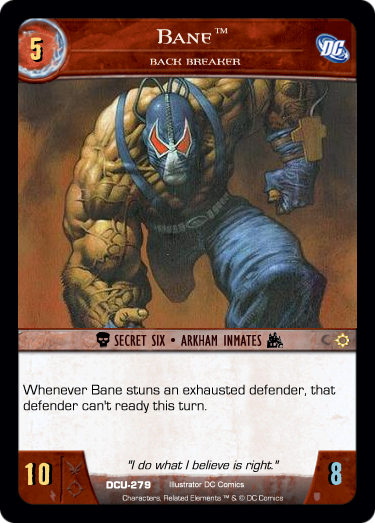 5
BANE™
BACK BREAKER
DC
SECRET SIX • ARKHAM INMATES
Whenever Bane stuns an exhausted defender, that
defender can't ready this turn.
"I do what I believe is right."
10
8
DCU-279 Illustrator DC Comics
Characters, Related Elements ™ & © DC Comics